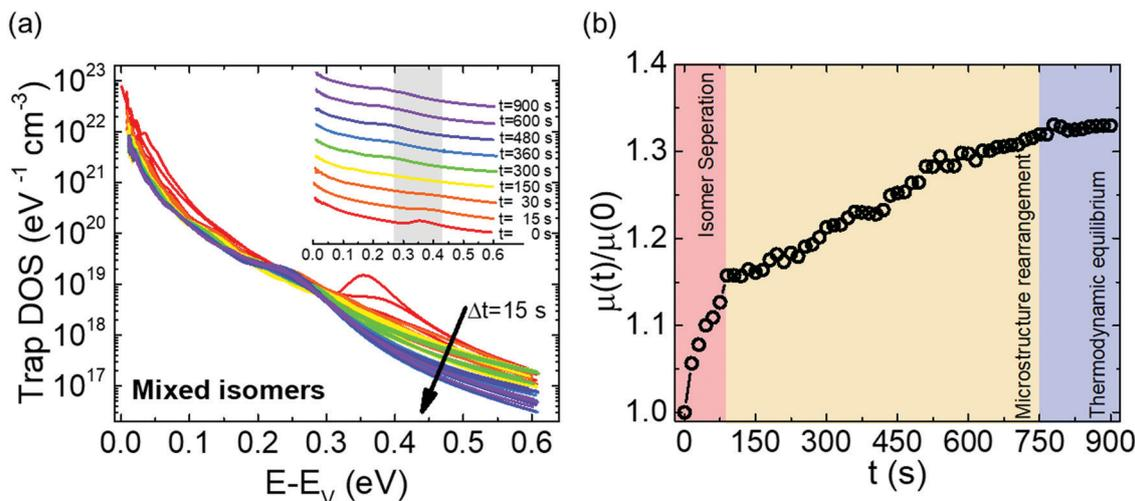 (a)
Trap DOS (eV⁻¹ cm⁻³)
10²³
10²²
10²¹
10²⁰
10¹⁹
10¹⁸
10¹⁷
t=900 s
t=600 s
t=480 s
t=360 s
t=300 s
t=150 s
t= 30 s
t= 15 s
t= 0 s
0.0 0.1 0.2 0.3 0.4 0.5 0.6
Δt=15 s
Mixed isomers
0.0 0.1 0.2 0.3 0.4 0.5 0.6
E-E_V (eV)
(b)
μ(t)/μ(0)
1.4
1.3
1.2
1.1
1.0
Isomer Seperation
Microstructure rearrangement
Thermodynamic equilibrium
0 150 300 450 600 750 900
t (s)